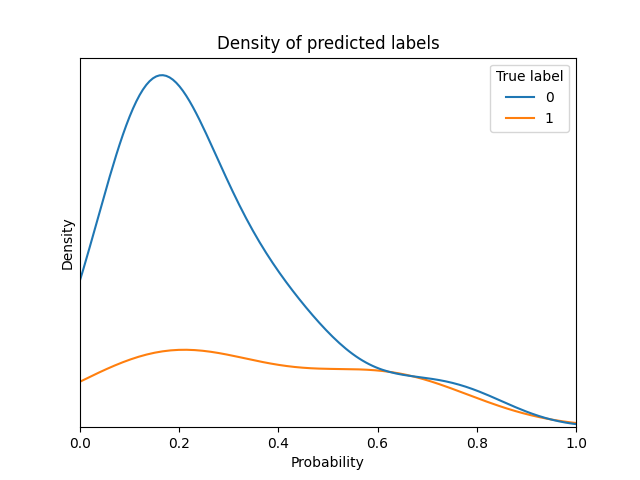 Density of predicted labels
True label
0
1
Density
0.0 0.2 0.4 0.6 0.8 1.0
Probability